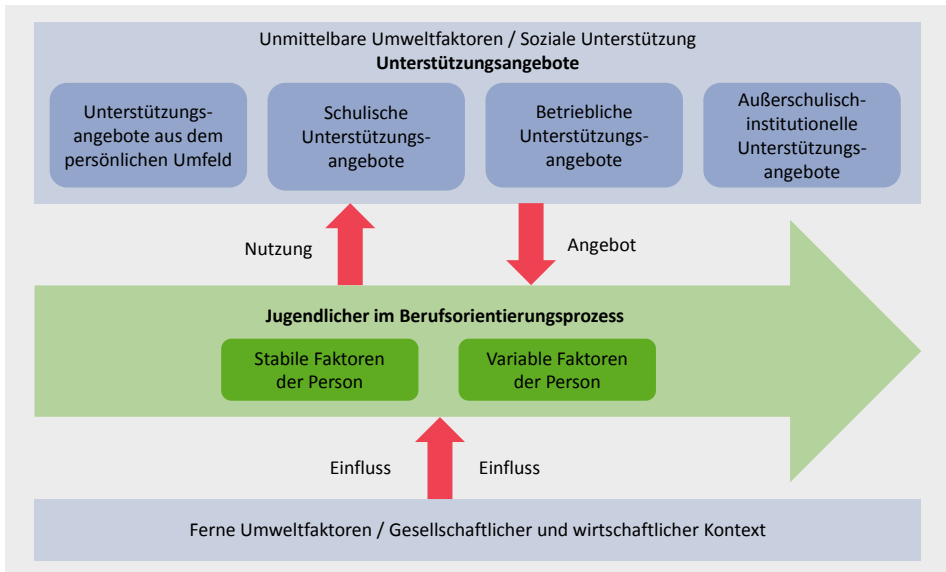 Unmittelbare Umweltfaktoren / Soziale Unterstützung
Unterstützungsangebote
Unterstützungs-
angebote aus dem
persönlichen Umfeld
Schulische
Unterstützungs-
angebote
Betriebliche
Unterstützungs-
angebote
Außerschulisch-
institutionelle
Unterstützungs-
angebote
Nutzung
Angebot
Jugendlicher im Berufsorientierungsprozess
Stabile Faktoren
der Person
Variable Faktoren
der Person
Einfluss
Einfluss
Ferne Umweltfaktoren / Gesellschaftlicher und wirtschaftlicher Kontext